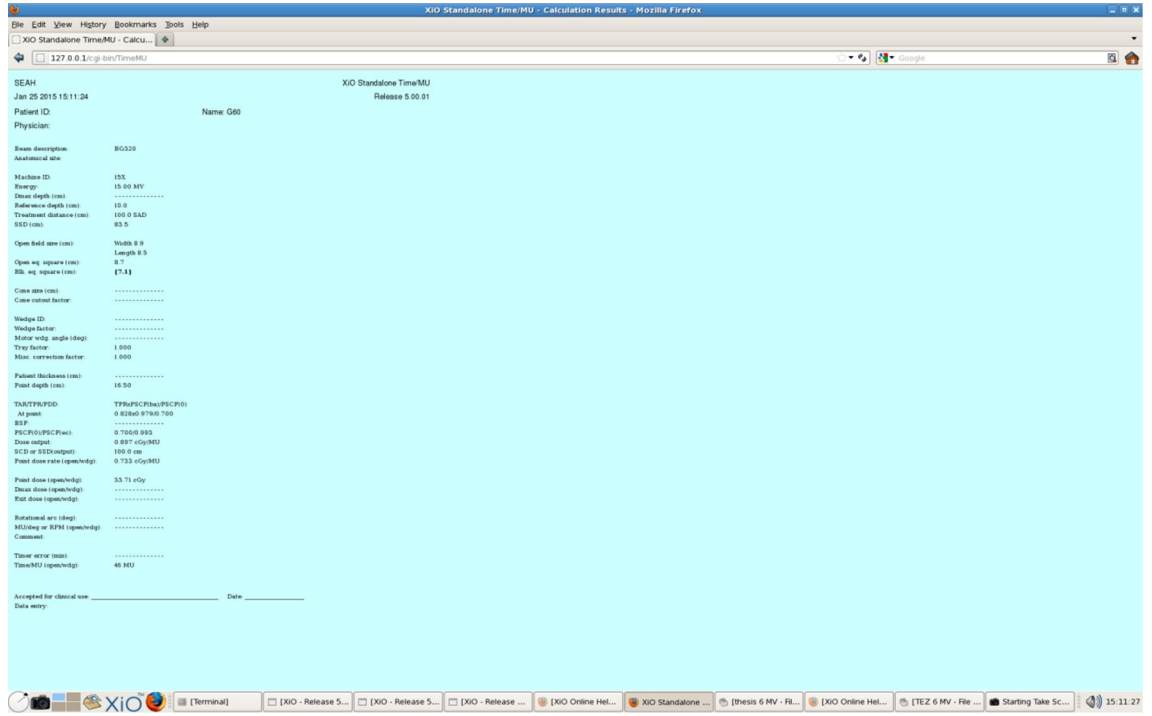 XiO Standalone Time/MU - Calculation Results - Mozilla Firefox
File Edit View History Bookmarks Tools Help
XiO Standalone Time/MU - Calcu...
127.0.0.1/cgi-bin/TimeMU
Google
SEAH XiO Standalone Time/MU
Jan 25 2015 15:11:24 Release 5.00.01
Patient ID: Name: G60
Physician:
Beam description: BG320
Anatomical site:
Machine ID: 15X
Energy: 15.00 MV
Dmax depth (cm): --------------
Reference depth (cm): 10.0
Treatment distance (cm): 100.0 SAD
SSD (cm): 83.5
Open field size (cm): Width 8.9
Length 8.5
Open eq. square (cm): 8.7
Blk. eq. square (cm): {7.1}
Cone size (cm): --------------
Cone cutout factor: --------------
Wedge ID: --------------
Wedge factor: --------------
Motor wdg. angle (deg): --------------
Tray factor: 1.000
Misc. correction factor: 1.000
Patient thickness (cm): --------------
Point depth (cm): 16.50
TAR/TPR/PDD: TPRxPSCF(ba)/PSCF(0)
At point: 0.828x0.979/0.700
BSF: --------------
PSCF(0)/PSCF(ec): 0.700/0.993
Dose output: 0.897 cGy/MU
SCD or SSD(output): 100.0 cm
Point dose rate (open/wdg): 0.733 cGy/MU
Point dose (open/wdg): 33.71 cGy
Dmax dose (open/wdg): --------------
Exit dose (open/wdg): --------------
Rotational arc (deg): --------------
MU/deg or RPM (open/wdg): --------------
Comment:
Timer error (min): --------------
Time/MU (open/wdg): 46 MU
Accepted for clinical use: ____________________ Date: __________
Data entry:
XiO [Terminal] [XiO - Release 5... [XiO - Release 5... [XiO - Release ... [XiO Online Hel... XiO Standalone ... [thesis 6 MV - Fil... [XiO Online Hel... [TEZ 6 MV - File ... Starting Take Sc... 15:11:27